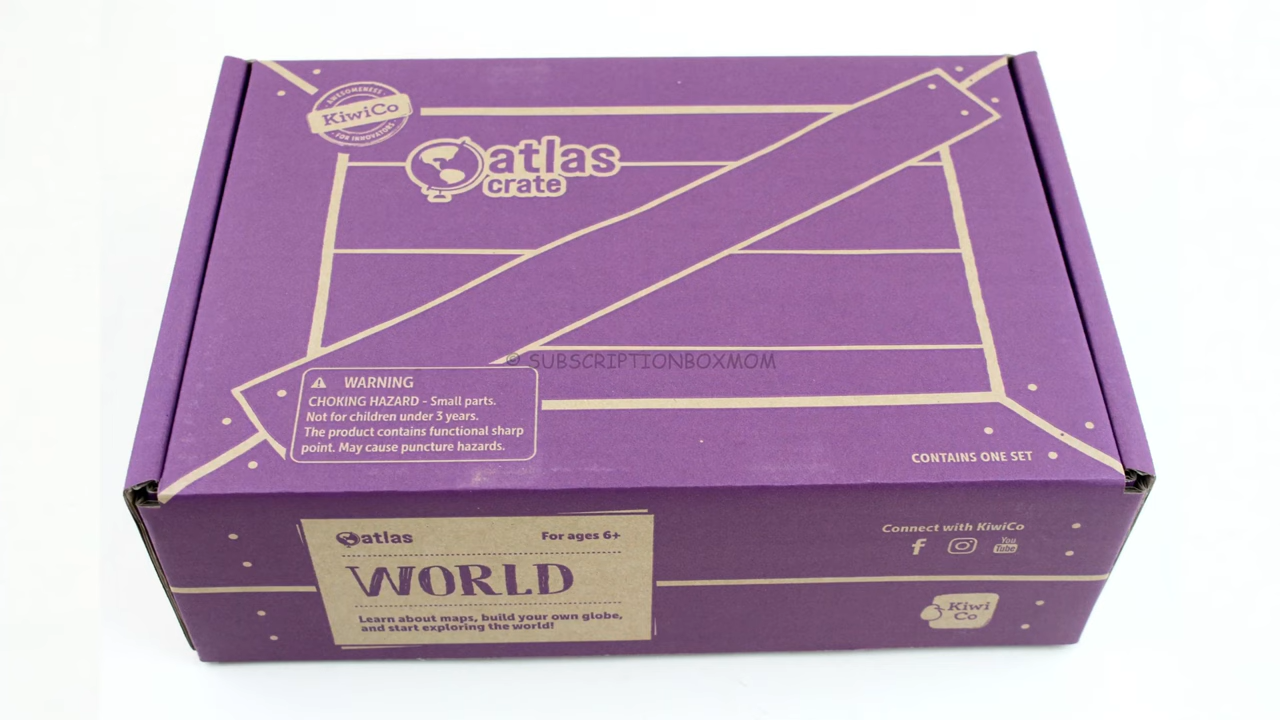 AWESOMENESS
KiwiCo
FOR INNOVATORS
atlas
crate
© SUBSCRIPTIONBOXMOM
WARNING
CHOKING HAZARD - Small parts.
Not for children under 3 years.
The product contains functional sharp
point. May cause puncture hazards.
CONTAINS ONE SET
atlas
For ages 6+
WORLD
Learn about maps, build your own globe,
and start exploring the world!
Connect with KiwiCo
f
You
Tube
Kiwi
Co